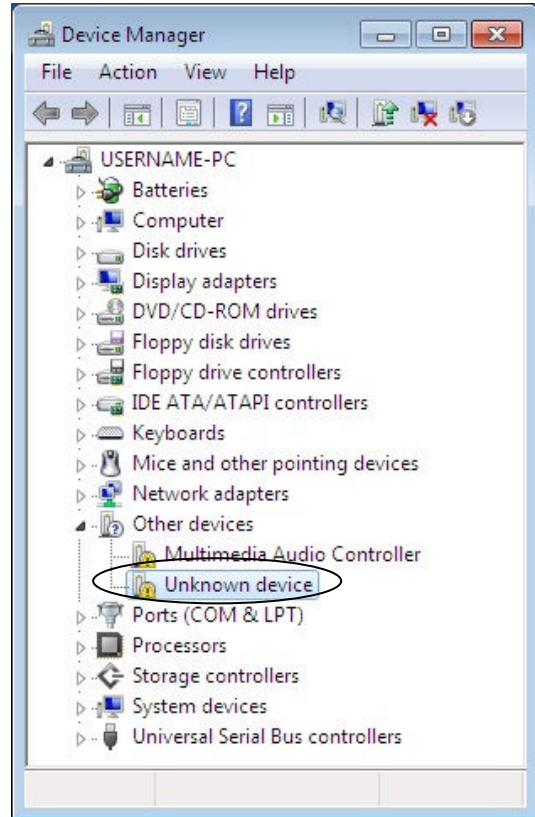 Device Manager
File Action View Help
USERNAME-PC
Batteries
Computer
Disk drives
Display adapters
DVD/CD-ROM drives
Floppy disk drives
Floppy drive controllers
IDE ATA/ATAPI controllers
Keyboards
Mice and other pointing devices
Network adapters
Other devices
Multimedia Audio Controller
Unknown device
Ports (COM & LPT)
Processors
Storage controllers
System devices
Universal Serial Bus controllers